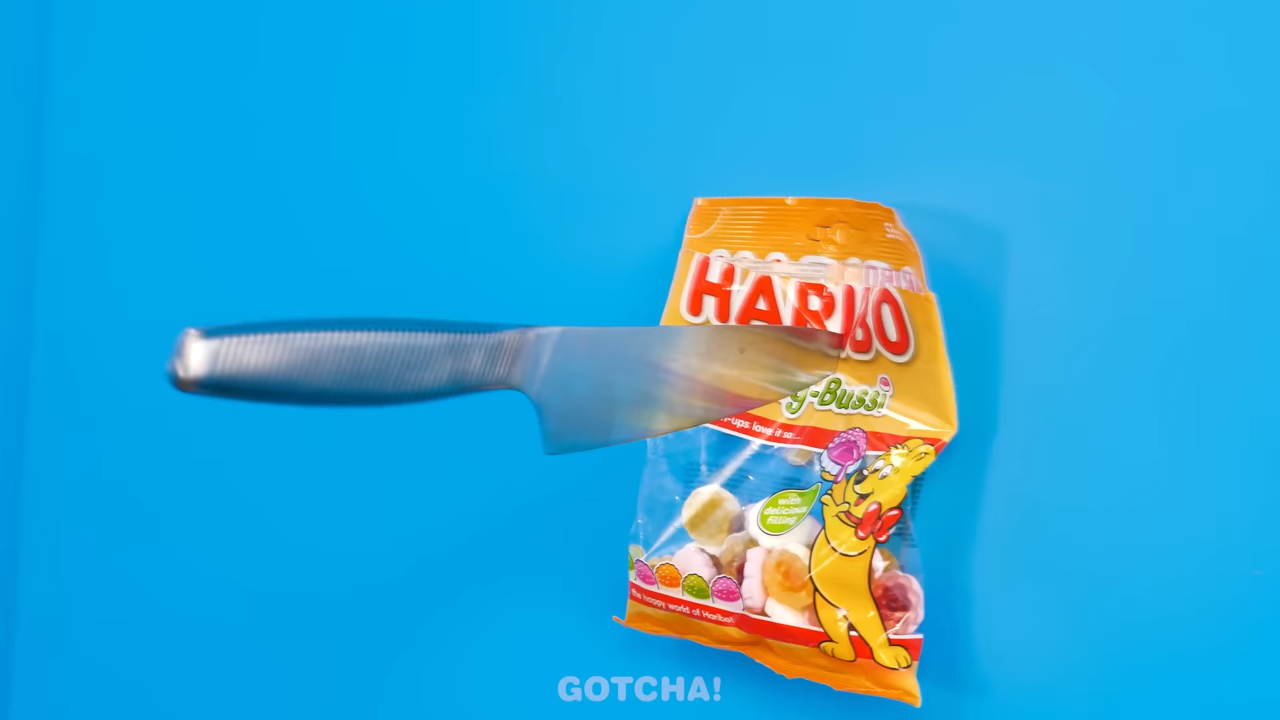 HARIBO
g-Bussi
-ups love it so...
with
delicious
filling
the happy world of Haribo
GOTCHA!